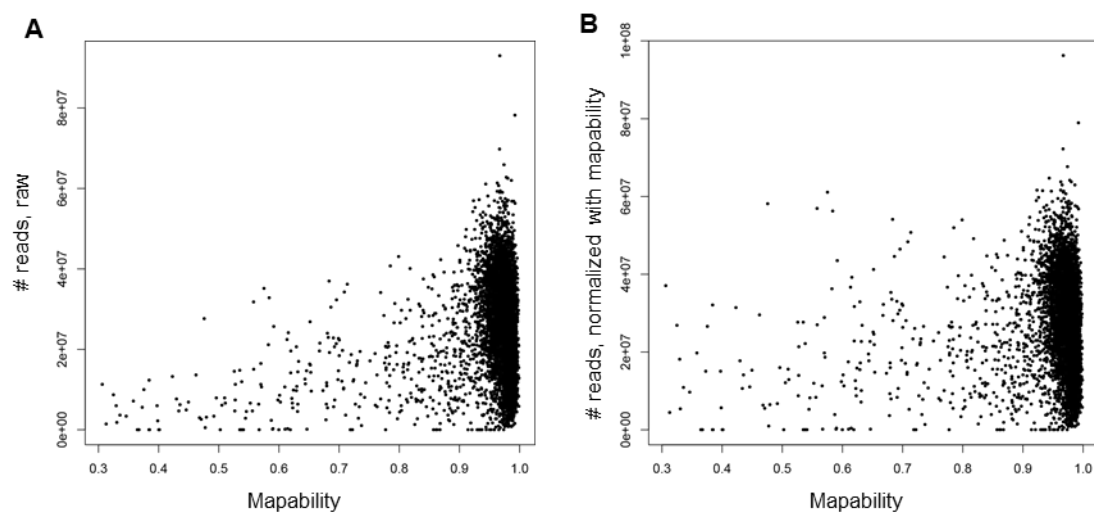 A
# reads, raw
8e+07
6e+07
4e+07
2e+07
0e+00
0.3 0.4 0.5 0.6 0.7 0.8 0.9 1.0
Mapability
B
# reads, normalized with mapability
1e+08
8e+07
6e+07
4e+07
2e+07
0e+00
0.3 0.4 0.5 0.6 0.7 0.8 0.9 1.0
Mapability